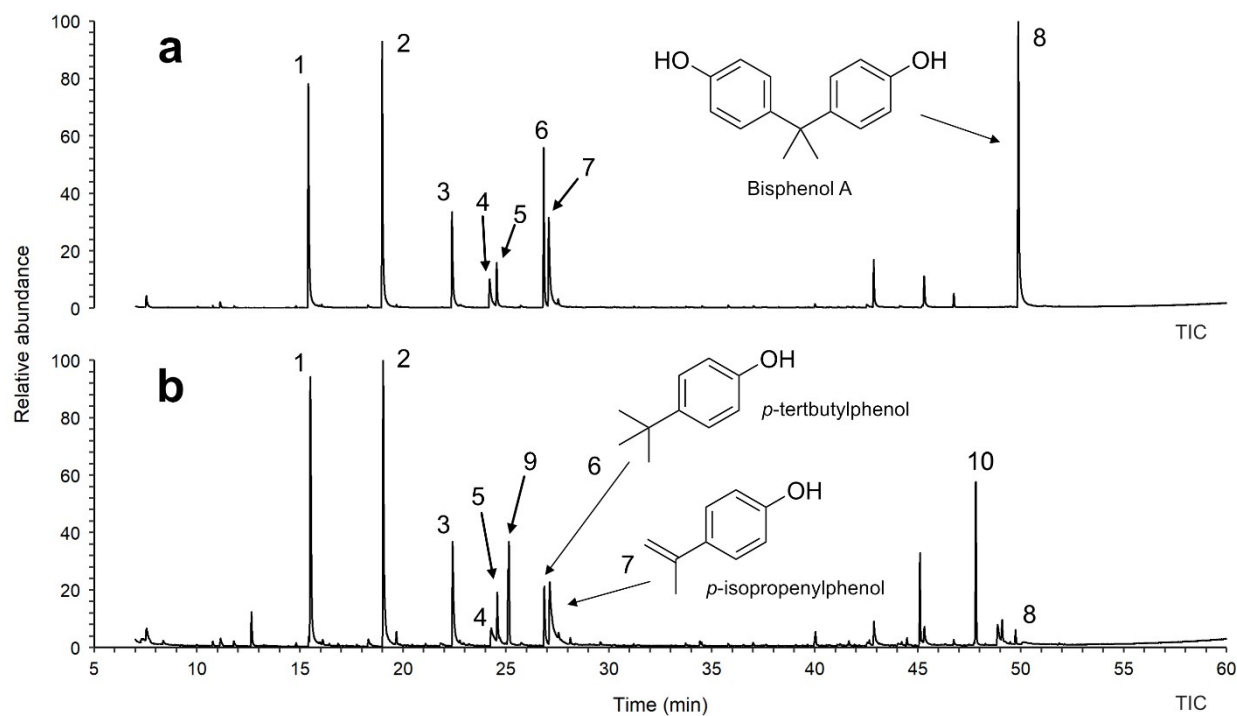 a
1
2
3
4
5
6
7
8
HO
OH
Bisphenol A
100
80
60
40
20
0
TIC
Relative abundance
b
1
2
3
4
5
9
6
7
10
8
OH
p-tertbutylphenol
OH
p-isopropenylphenol
100
80
60
40
20
0
5 10 15 20 25 30 35 40 45 50 55 60
Time (min)
TIC